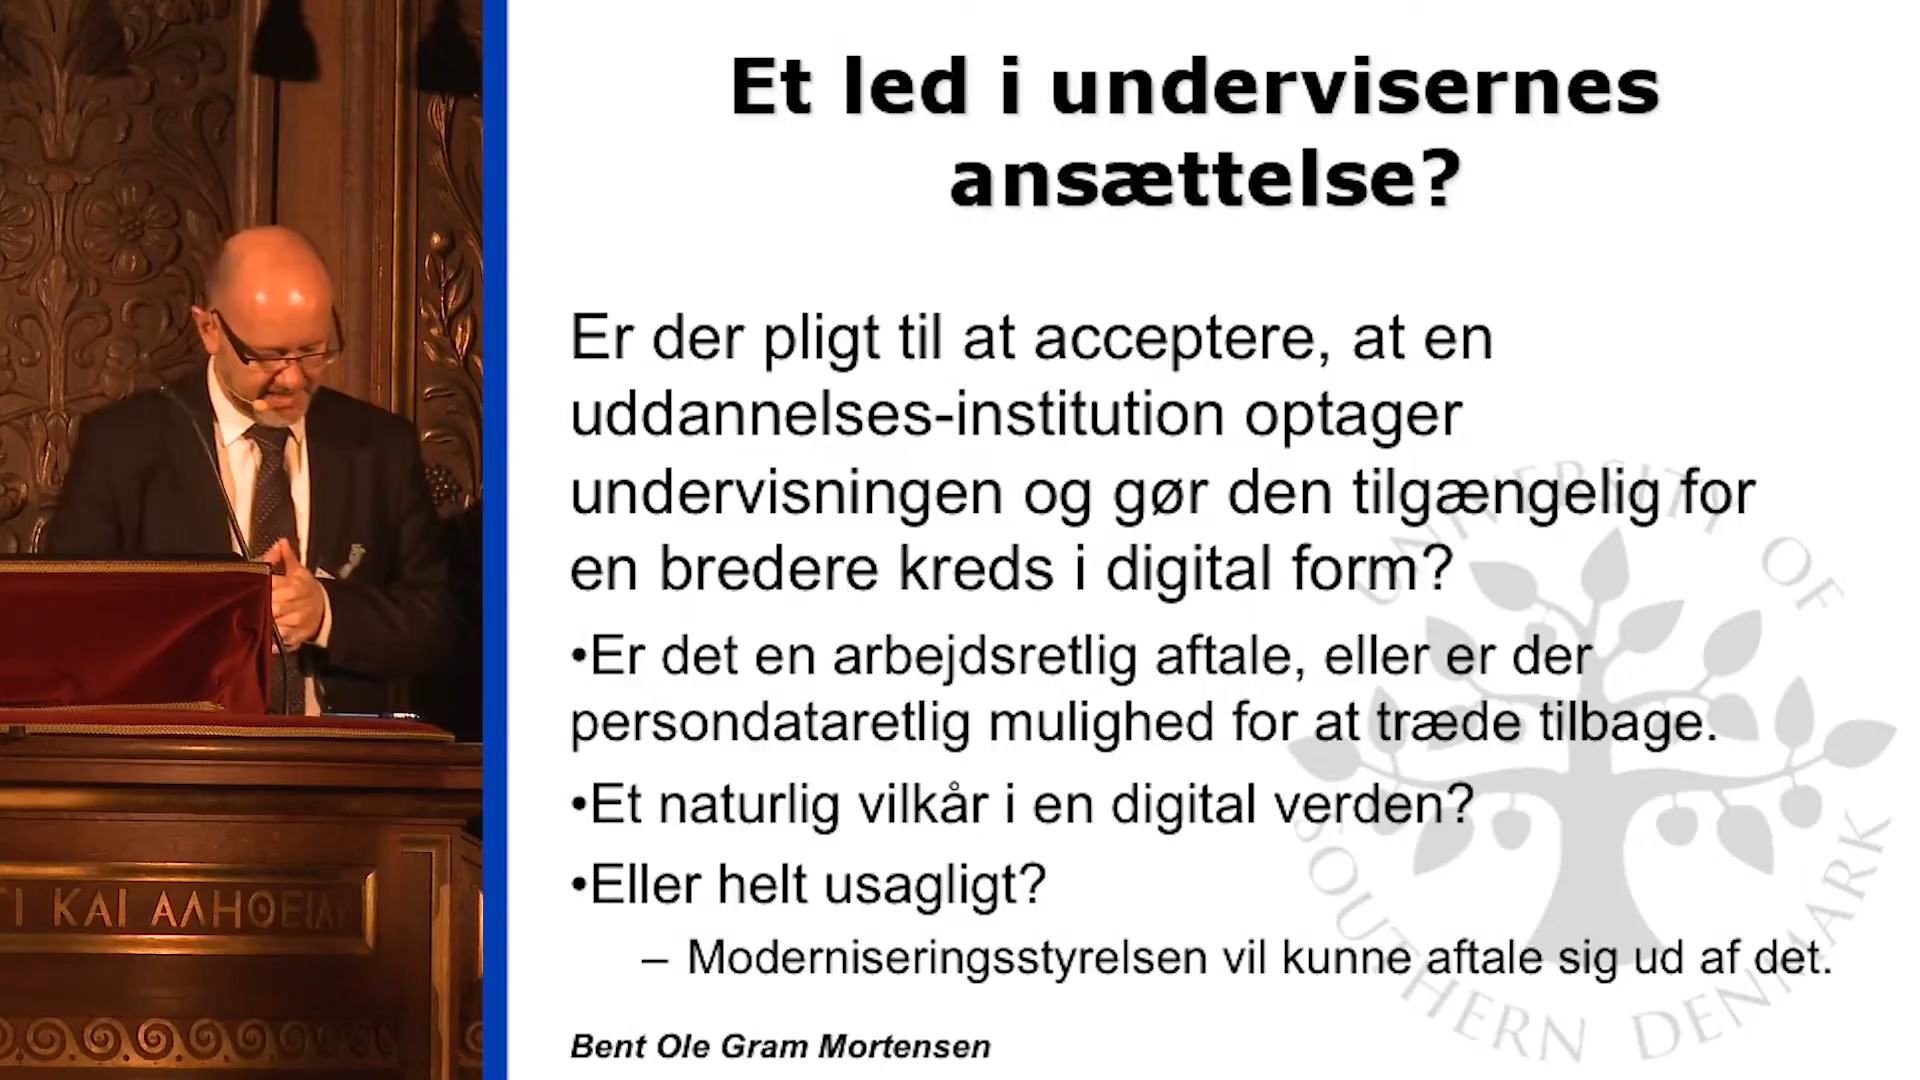 Et led i undervisernes
ansættelse?
Er der pligt til at acceptere, at en
uddannelses-institution optager
undervisningen og gør den tilgængelig for
en bredere kreds i digital form?
•Er det en arbejdsretlig aftale, eller er der
persondataretlig mulighed for at træde tilbage.
•Et naturlig vilkår i en digital verden?
•Eller helt usagligt?
– Moderniseringsstyrelsen vil kunne aftale sig ud af det.
Bent Ole Gram Mortensen
UNIVERSITY OF
SOUTHERN DENMARK
ΚΑΙ ΑΛΗΘΕΙΑ